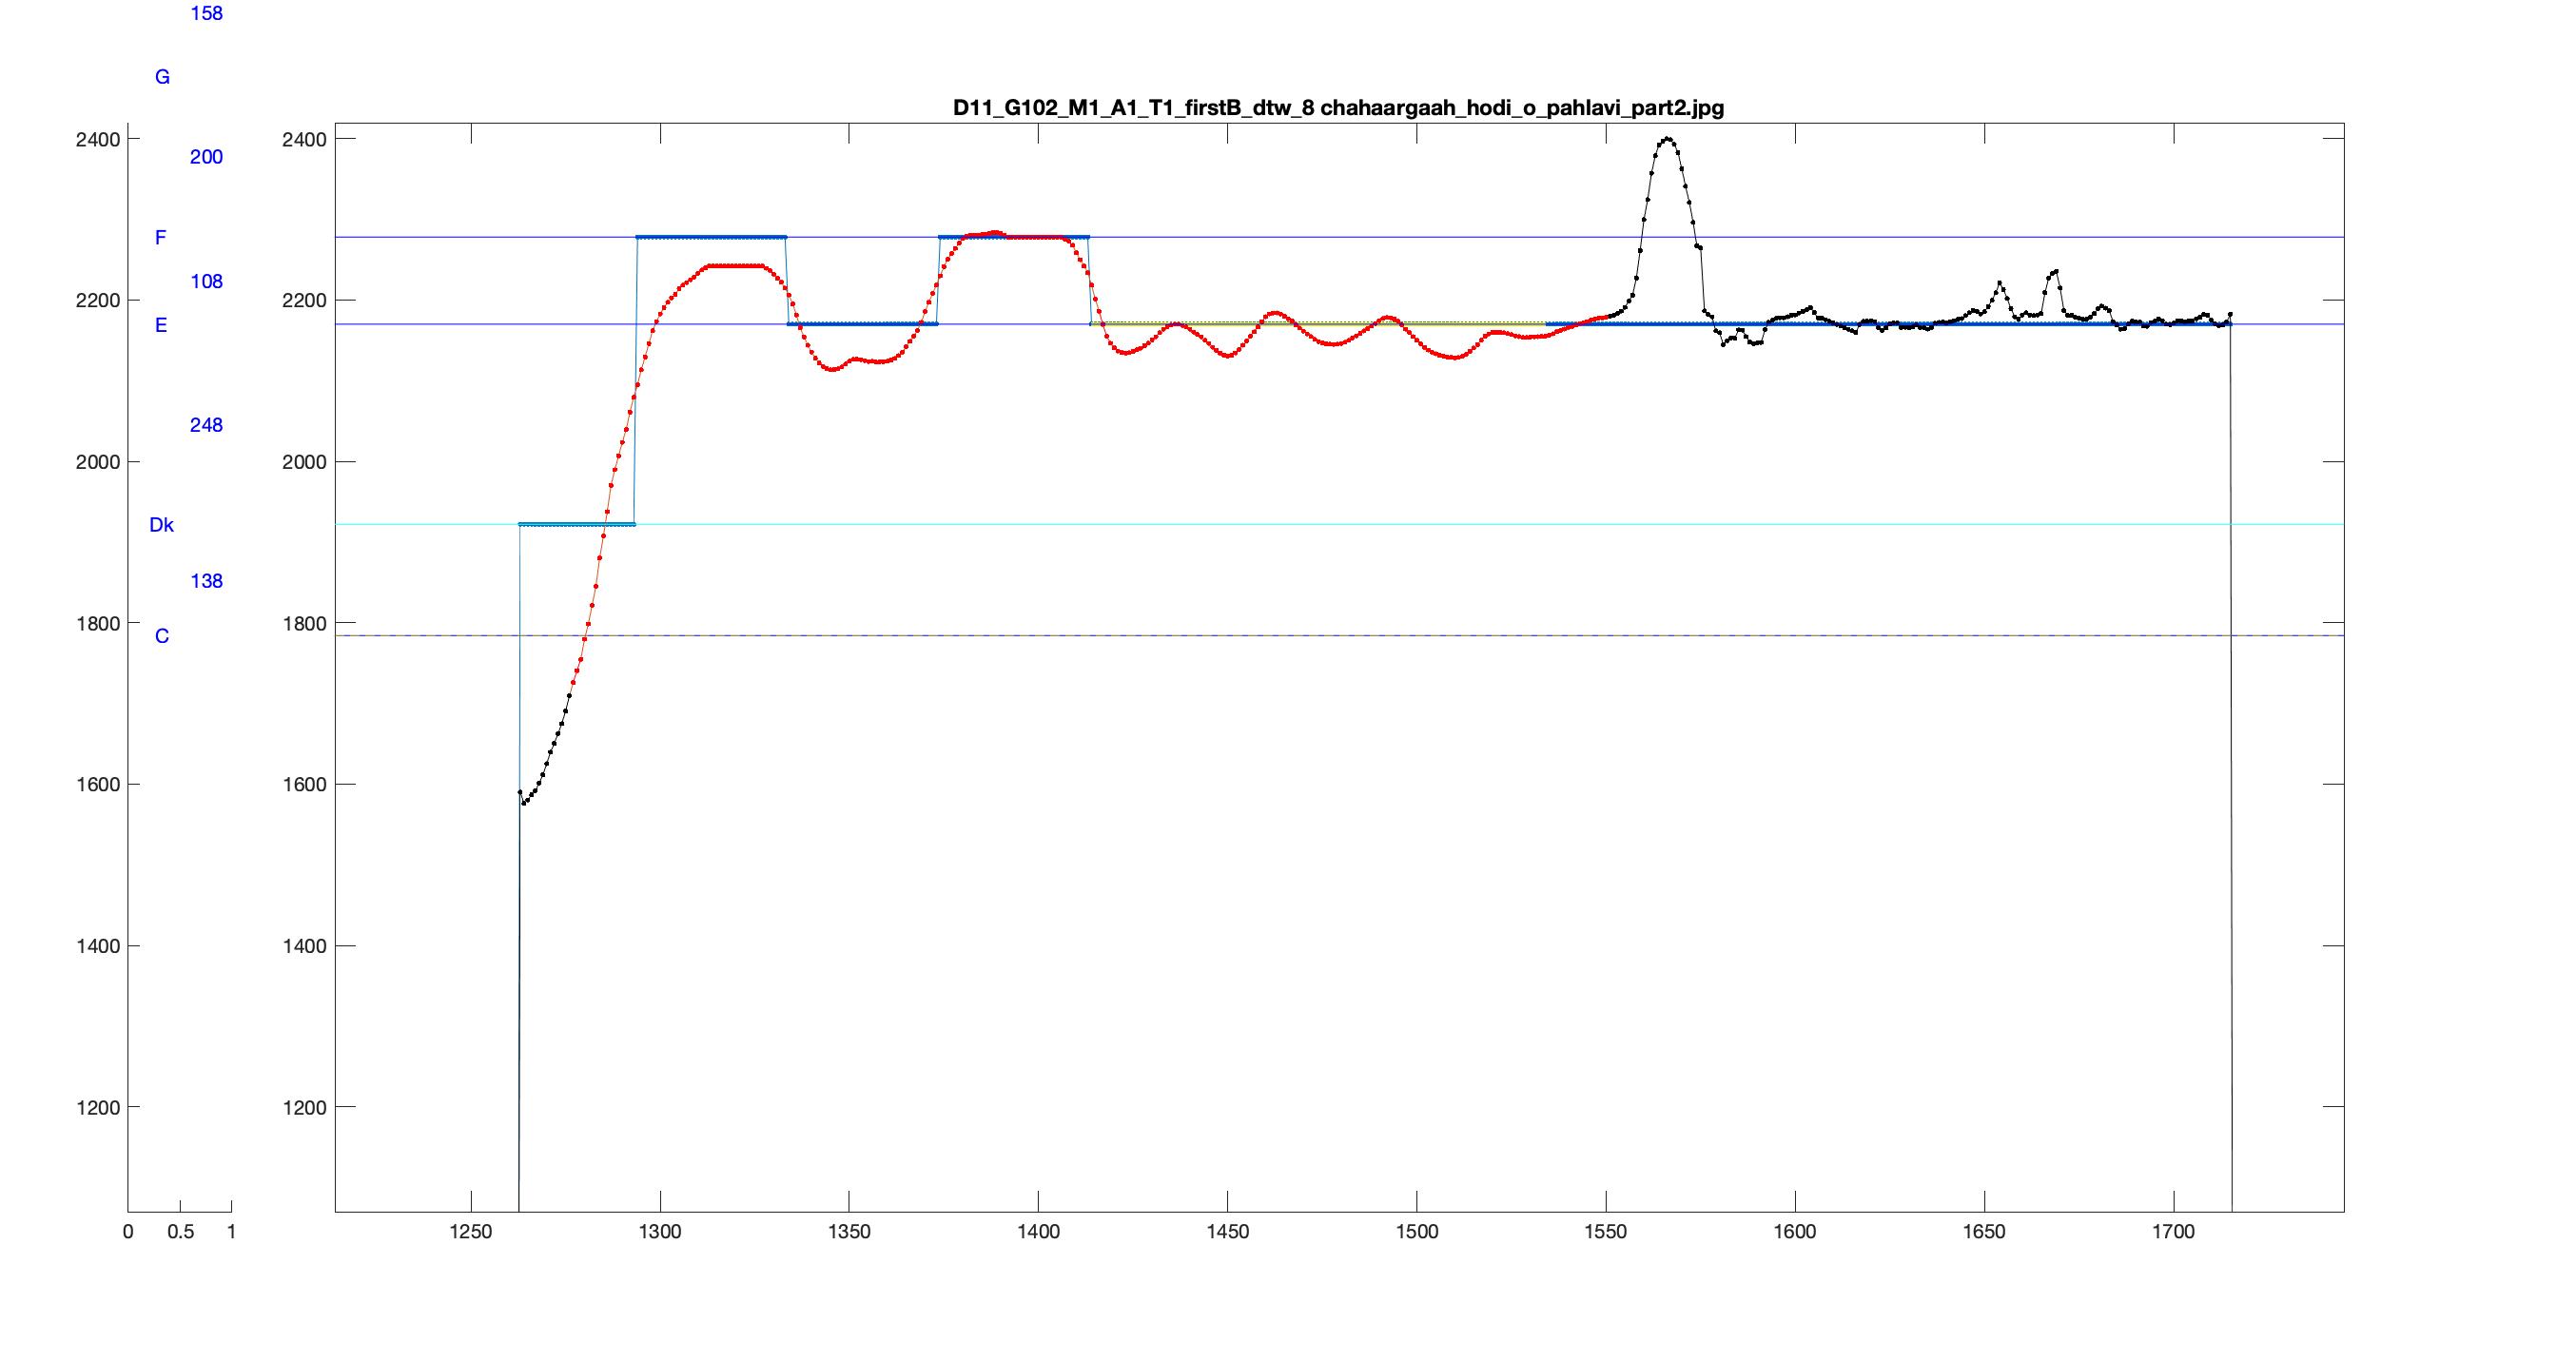 158
G
D11_G102_M1_A1_T1_firstB_dtw_8 chahaargaah_hodi_o_pahlavi_part2.jpg
2400 200 2400
F
108
2200 E 2200
248
2000 2000
Dk
138
1800 C 1800
1600 1600
1400 1400
1200 1200
0 0.5 1 1250 1300 1350 1400 1450 1500 1550 1600 1650 1700